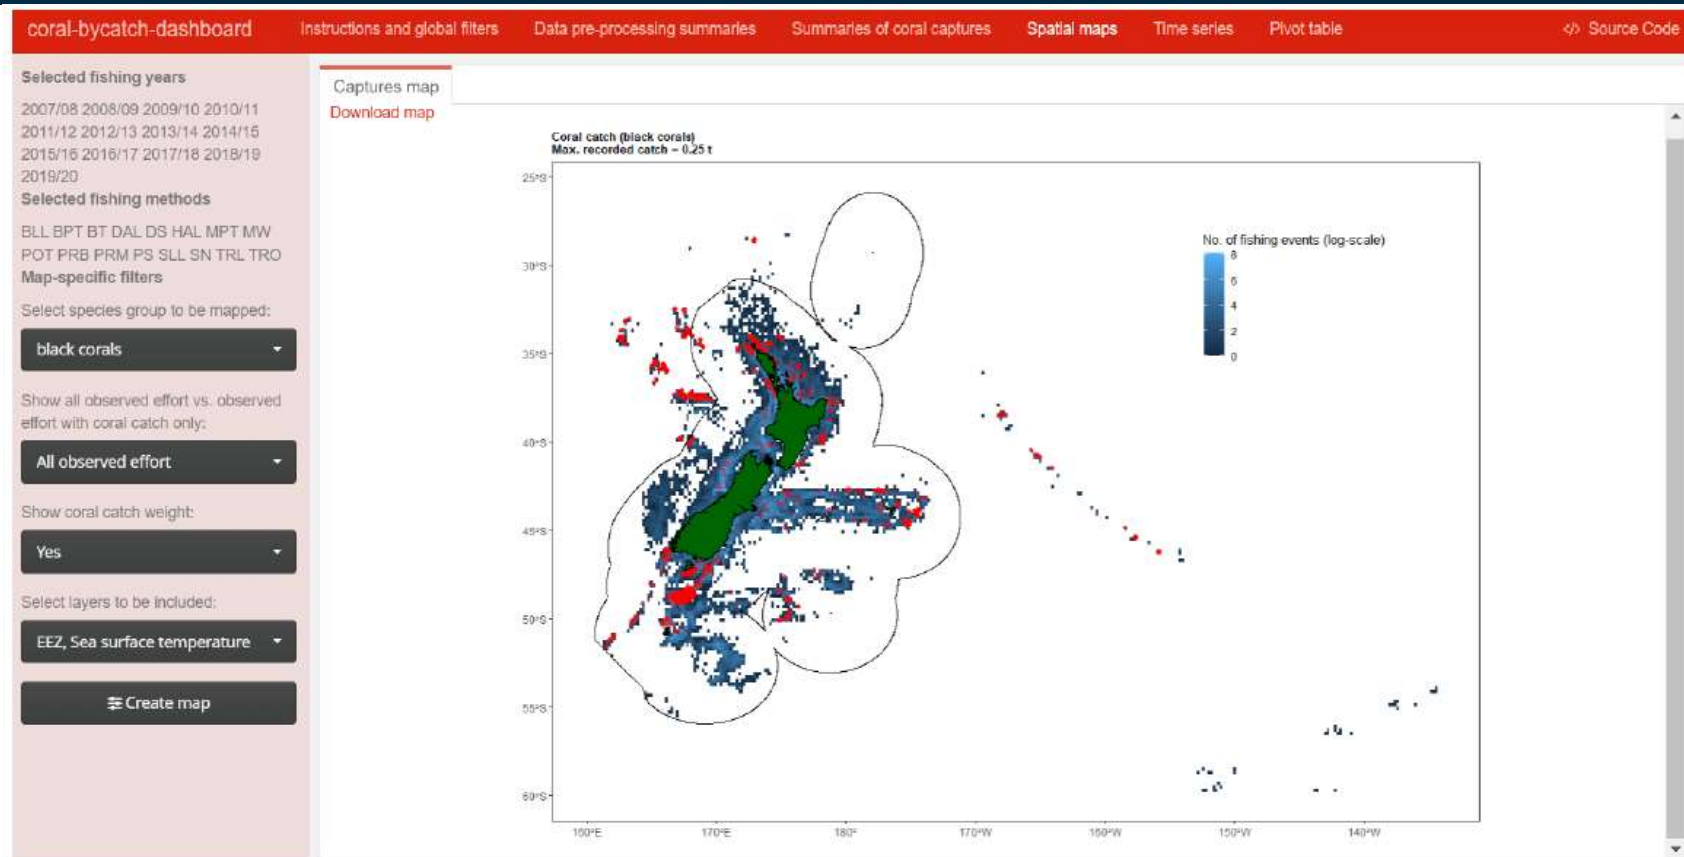 coral-bycatch-dashboard
Instructions and global filters
Data pre-processing summaries
Summaries of coral captures
Spatial maps
Time series
Pivot table
</> Source Code
Selected fishing years
2007/08 2008/09 2009/10 2010/11
2011/12 2012/13 2013/14 2014/15
2015/16 2016/17 2017/18 2018/19
2019/20
Selected fishing methods
BLL BPT BT DAL DS HAL MPT MW
POT PRB PRM PS SLL SN TRL TRO
Map-specific filters
Select species group to be mapped:
black corals
Show all observed effort vs. observed
effort with coral catch only:
All observed effort
Show coral catch weight:
Yes
Select layers to be included:
EEZ, Sea surface temperature
Create map
Captures map
Download map
Coral catch (black corals)
Max. recorded catch = 0.25 t
No. of fishing events (log-scale)
8
6
4
2
0
25°S
30°S
35°S
40°S
45°S
50°S
55°S
60°S
160°E
170°E
180°
170°W
160°W
150°W
140°W